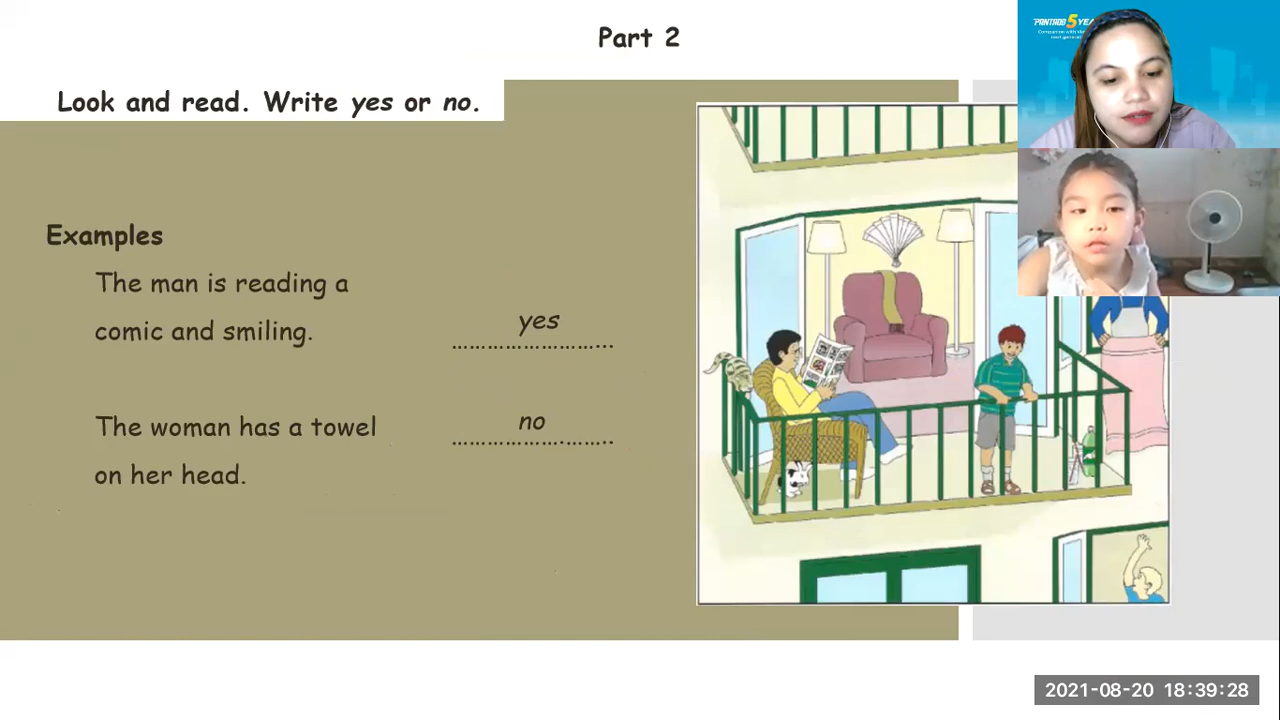 Part 2
Look and read. Write yes or no.
Examples
The man is reading a
comic and smiling.
yes
The woman has a towel
on her head.
no
2021-08-20 18:39:28